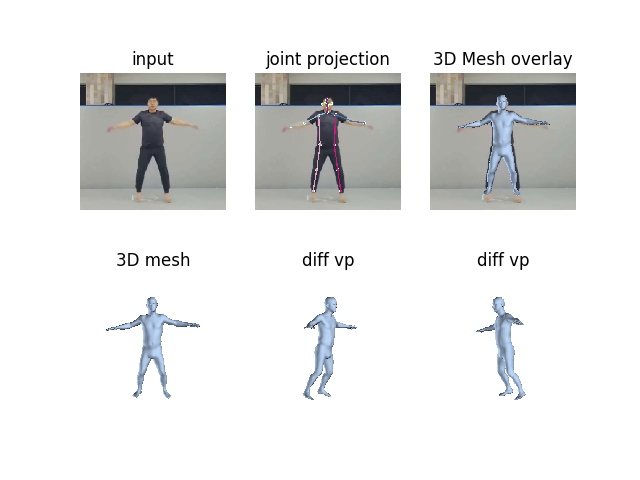 input
joint projection
3D Mesh overlay
3D mesh
diff vp
diff vp